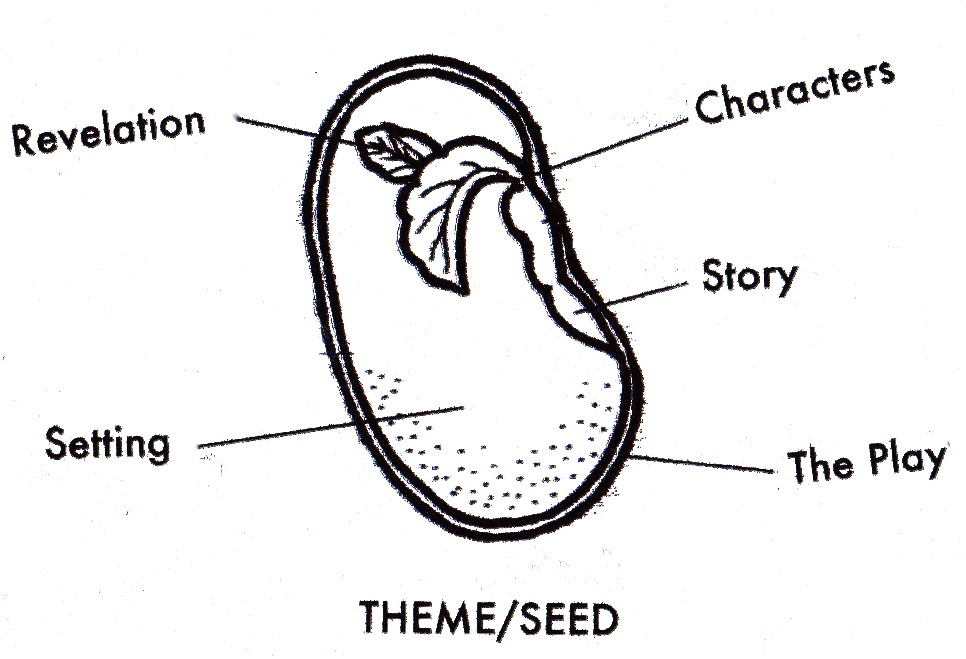 Revelation
Characters
Story
Setting
The Play
THEME/SEED